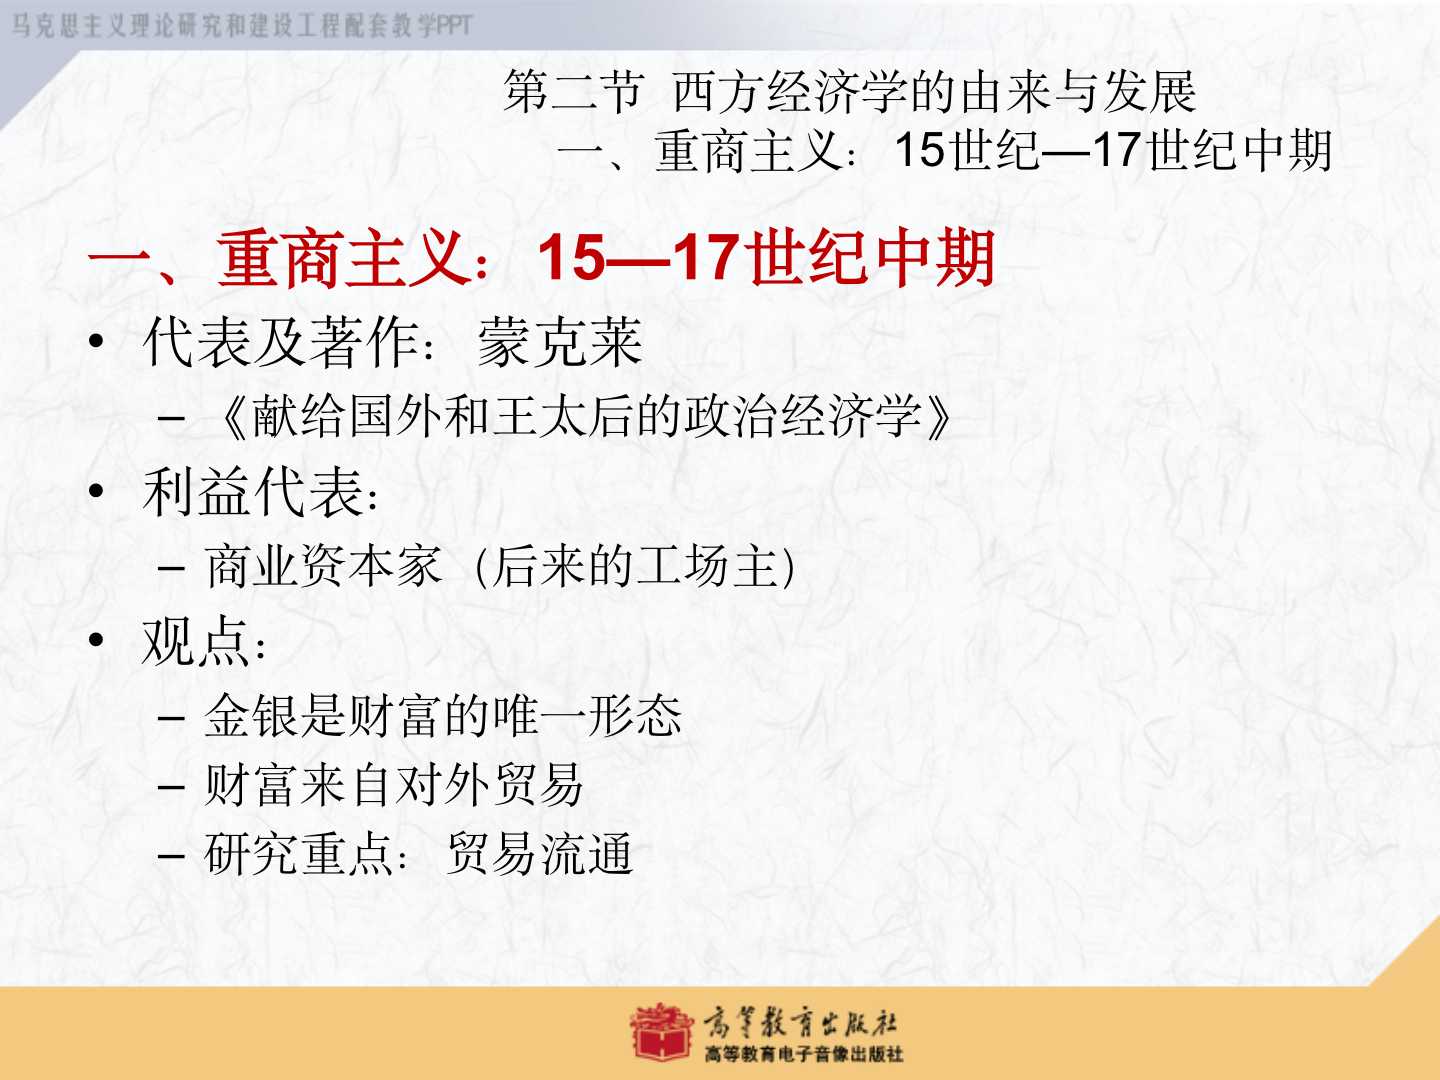 马克思主义理论研究和建设工程配套教学PPT
第二节 西方经济学的由来与发展
一、重商主义：15世纪—17世纪中期
一、重商主义：15—17世纪中期
• 代表及著作：蒙克莱
– 《献给国外和王太后的政治经济学》
• 利益代表：
– 商业资本家（后来的工场主）
• 观点：
– 金银是财富的唯一形态
– 财富来自对外贸易
– 研究重点：贸易流通
高等教育出版社
高等教育电子音像出版社